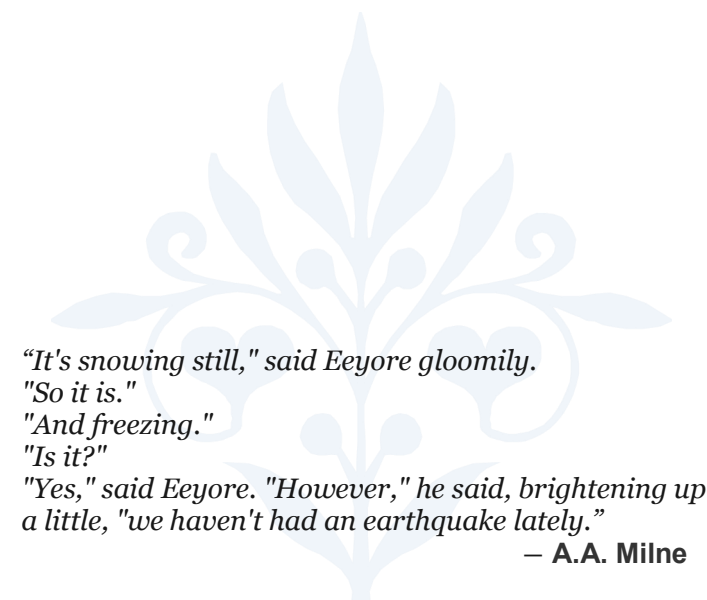 “It's snowing still," said Eeyore gloomily.
"So it is."
"And freezing."
"Is it?"
"Yes," said Eeyore. "However," he said, brightening up
a little, "we haven't had an earthquake lately.”
― A.A. Milne